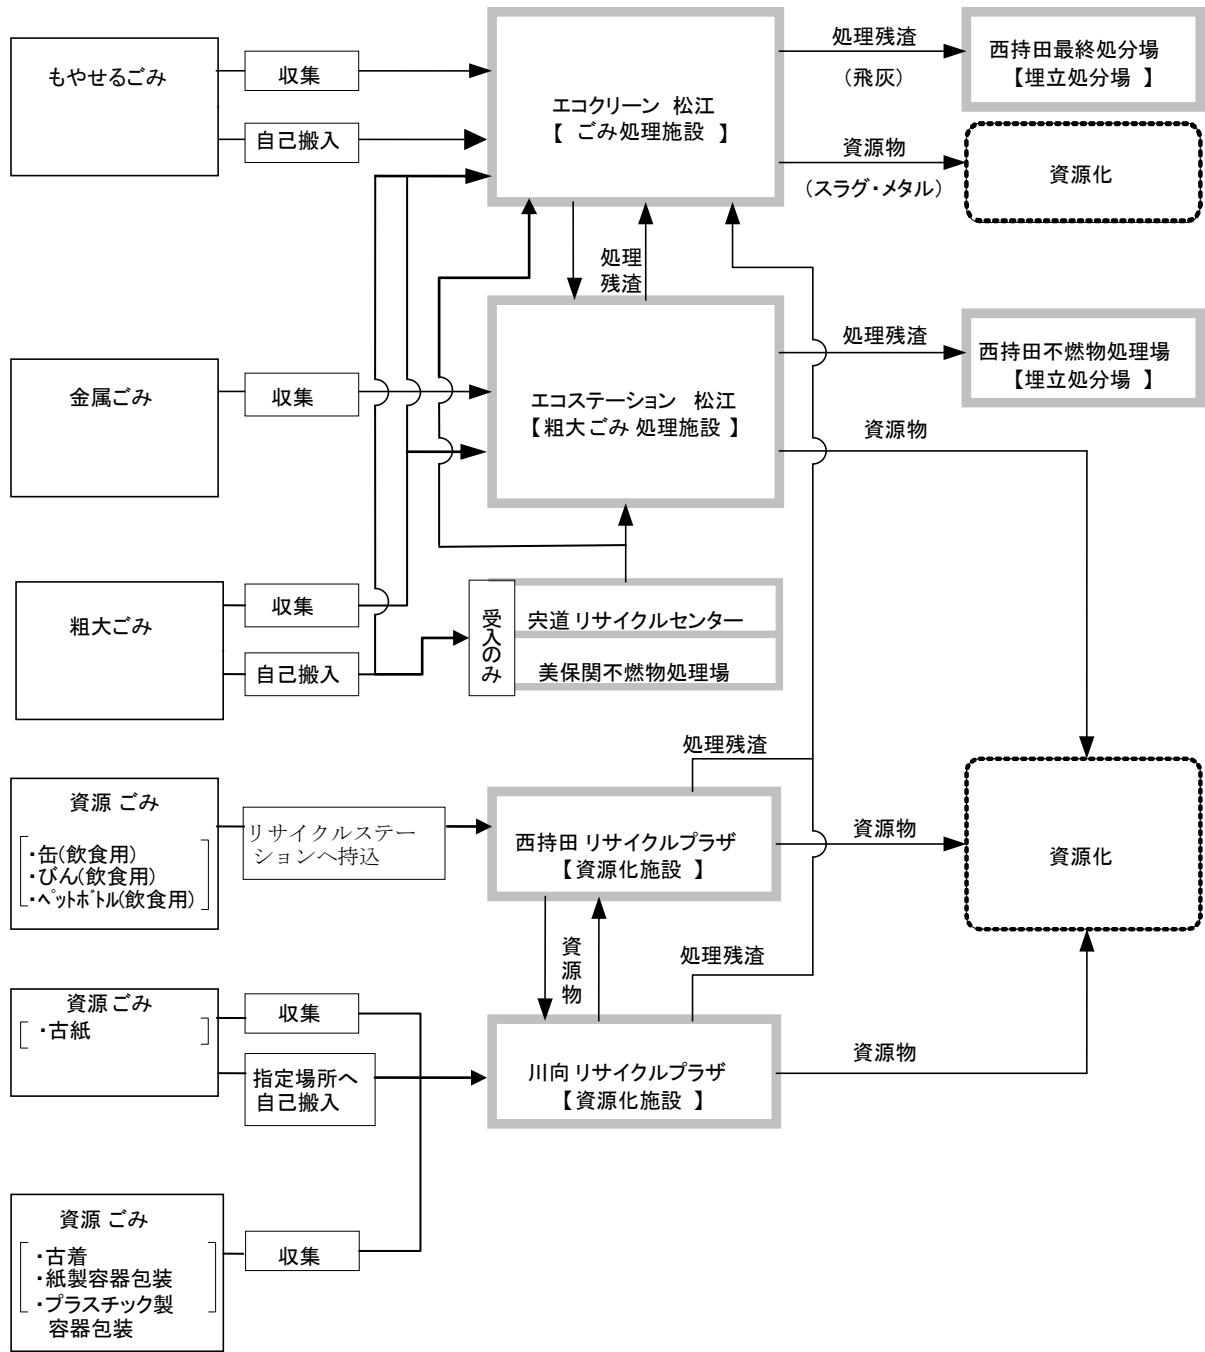 もやせるごみ
収集
自己搬入
エコクリーン 松江
【 ごみ処理施設 】
処理残渣
(飛灰)
西持田最終処分場
【埋立処分場 】
資源物
(スラグ・メタル)
資源化
処理
残渣
金属ごみ
収集
エコステーション 松江
【粗大ごみ 処理施設 】
処理残渣
西持田不燃物処理場
【埋立処分場 】
資源物
粗大ごみ
収集
自己搬入
受入のみ
宍道 リサイクルセンター
美保関不燃物処理場
処理残渣
資源 ごみ
・缶(飲食用)
・びん(飲食用)
・ペットボトル(飲食用)
リサイクルステー
ションへ持込
西持田 リサイクルプラザ
【資源化施設 】
資源物
資源化
資源物
処理残渣
資源 ごみ
・古紙
収集
指定場所へ
自己搬入
川向 リサイクルプラザ
【資源化施設 】
資源物
資源 ごみ
・古着
・紙製容器包装
・プラスチック製
容器包装
収集